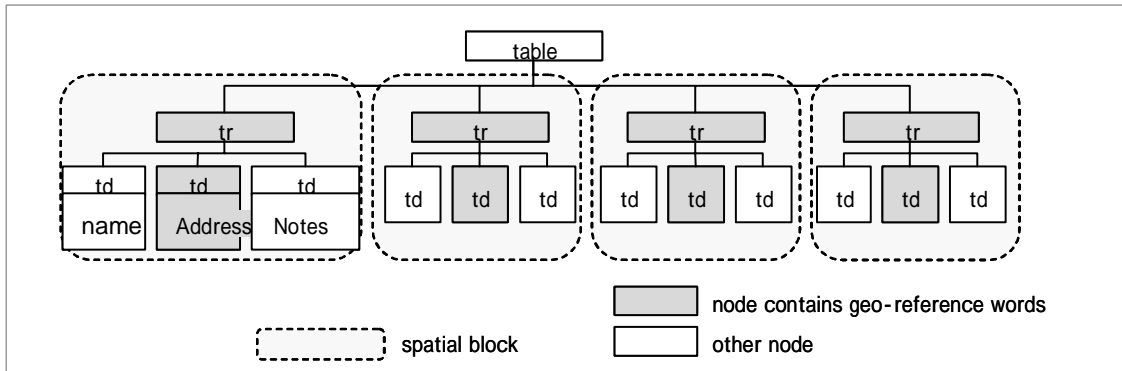 table
tr tr tr tr
td td td
name Address Notes
td td td td td td td td td
node contains geo-reference words
spatial block other node